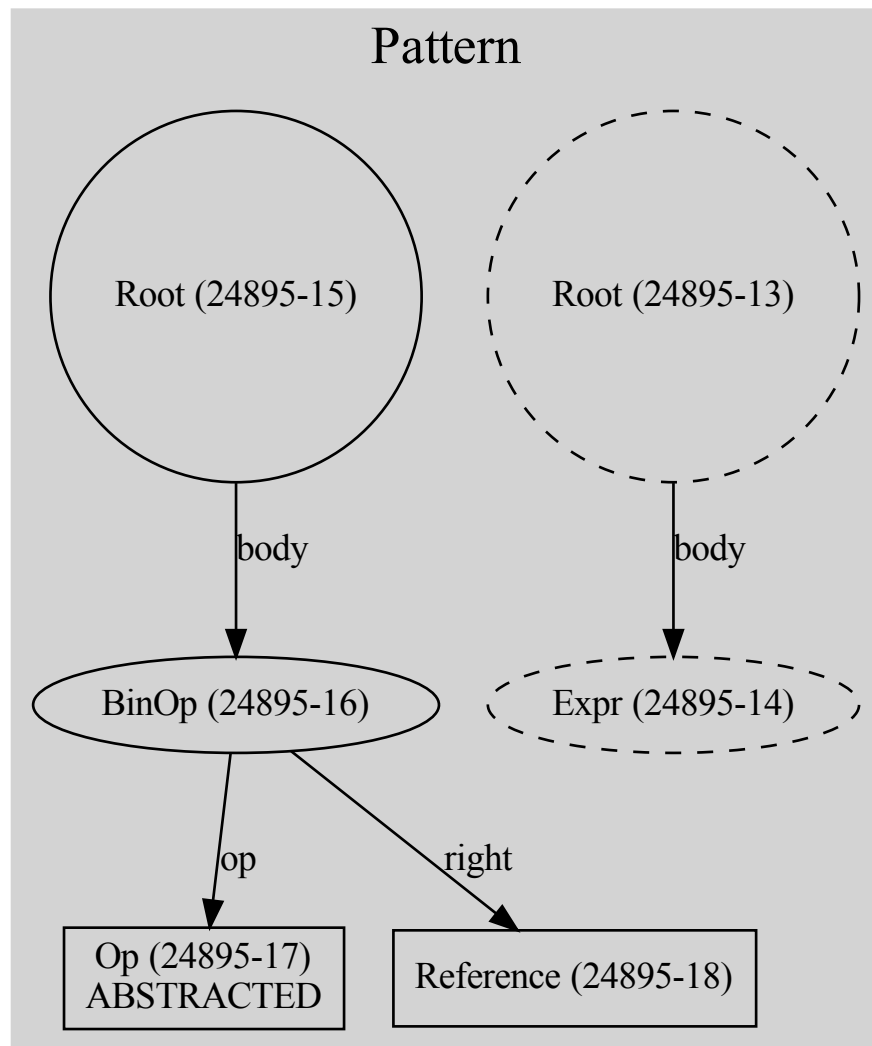 Pattern
Root (24895-15)
Root (24895-13)
body
body
BinOp (24895-16)
Expr (24895-14)
op
right
Op (24895-17)
ABSTRACTED
Reference (24895-18)